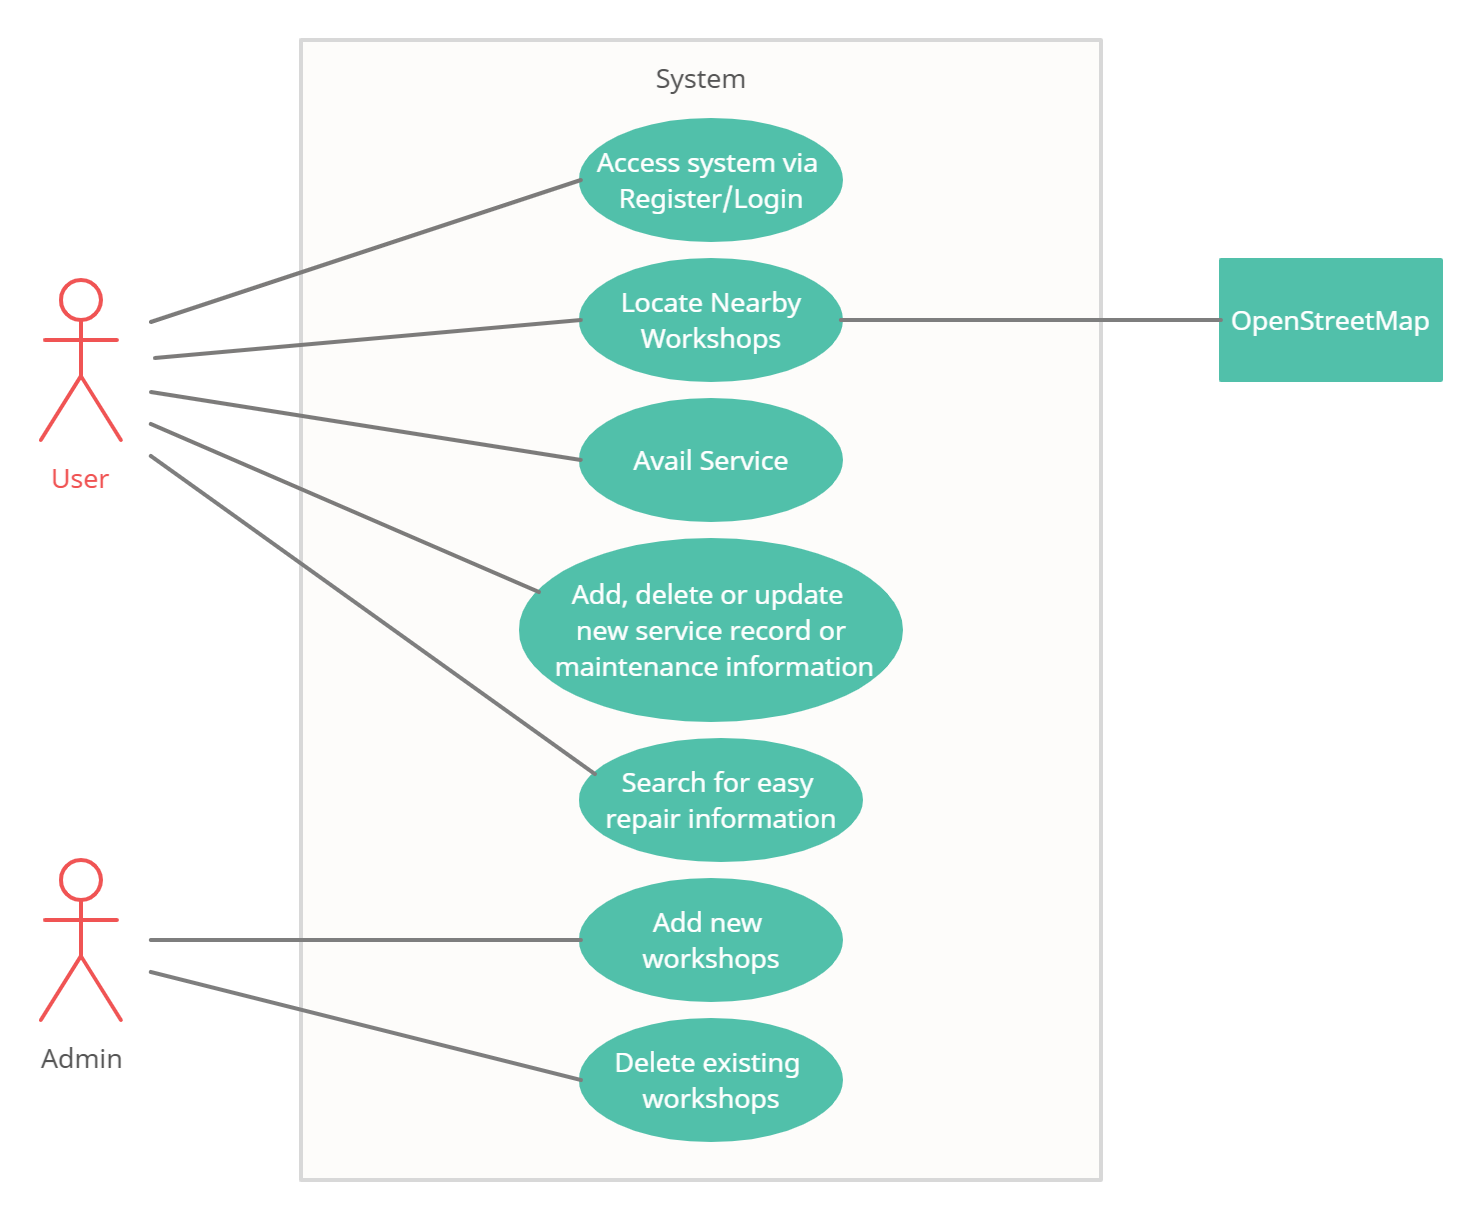 System
Access system via
Register/Login
Locate Nearby
Workshops
OpenStreetMap
Avail Service
User
Add, delete or update
new service record or
maintenance information
Search for easy
repair information
Add new
workshops
Admin
Delete existing
workshops